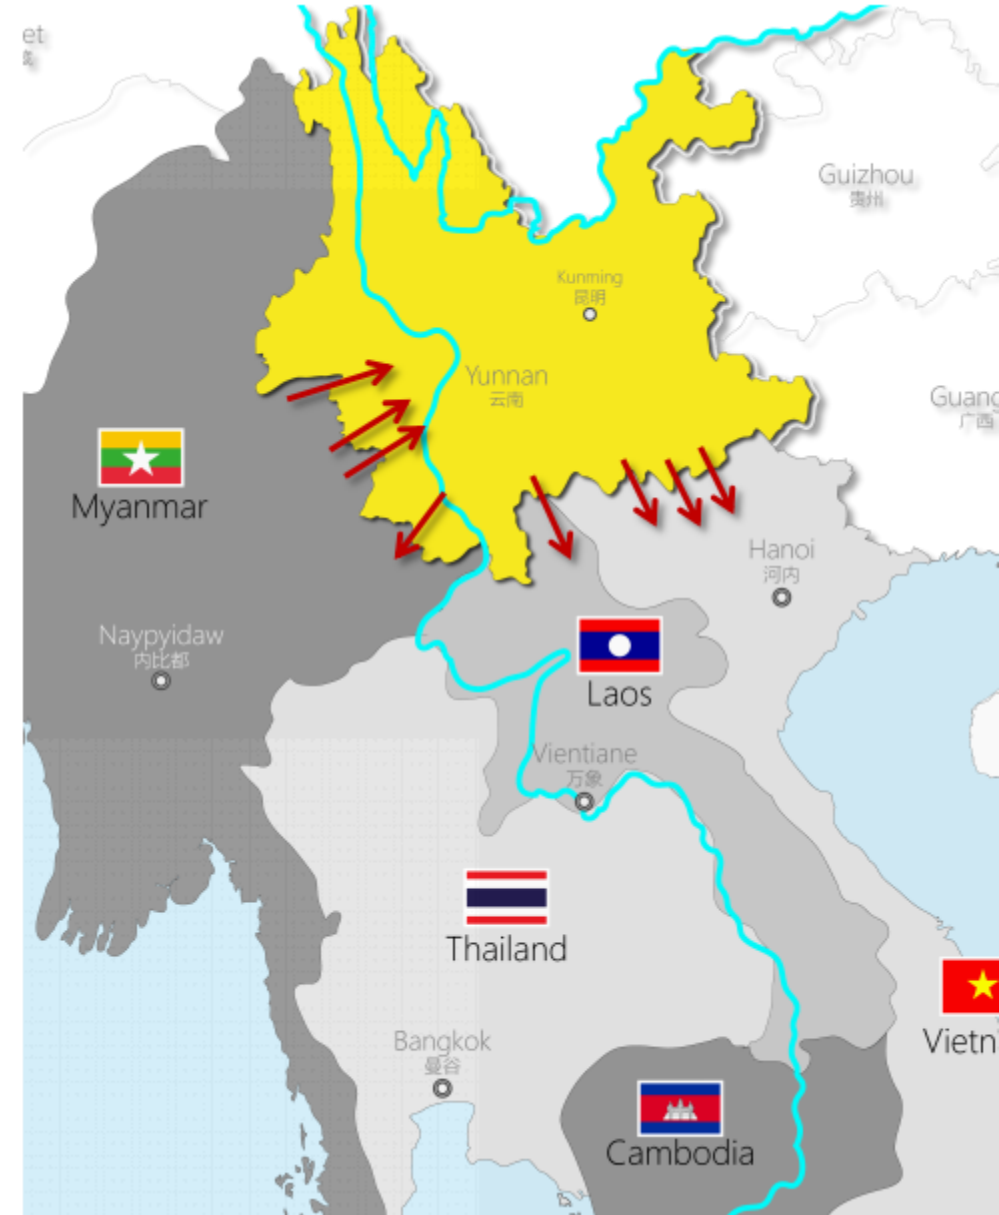 et
Guizhou
贵州
Kunming
昆明
Yunnan
云南
Guang
广西
Myanmar
Hanoi
河内
Naypyidaw
内比都
Laos
Vientiane
万象
Thailand
Vietn
Bangkok
曼谷
Cambodia